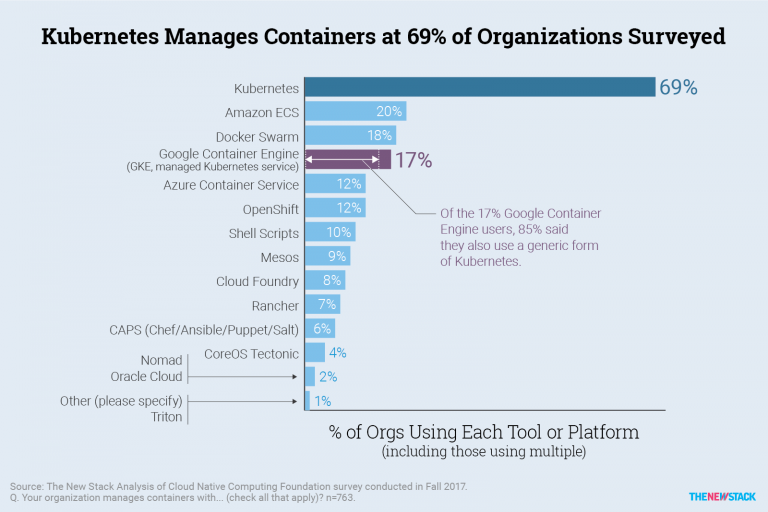 Kubernetes Manages Containers at 69% of Organizations Surveyed
Kubernetes 69%
Amazon ECS 20%
Docker Swarm 18%
Google Container Engine
(GKE, managed Kubernetes service) 17%
Azure Container Service 12%
OpenShift 12%
Shell Scripts 10%
Mesos 9%
Cloud Foundry 8%
Rancher 7%
CAPS (Chef/Ansible/Puppet/Salt) 6%
CoreOS Tectonic 4%
Nomad
Oracle Cloud 2%
Other (please specify) 1%
Triton
Of the 17% Google Container
Engine users, 85% said
they also use a generic form
of Kubernetes.
% of Orgs Using Each Tool or Platform
(including those using multiple)
Source: The New Stack Analysis of Cloud Native Computing Foundation survey conducted in Fall 2017.
Q. Your organization manages containers with... (check all that apply)? n=763.
THENEWSTACK